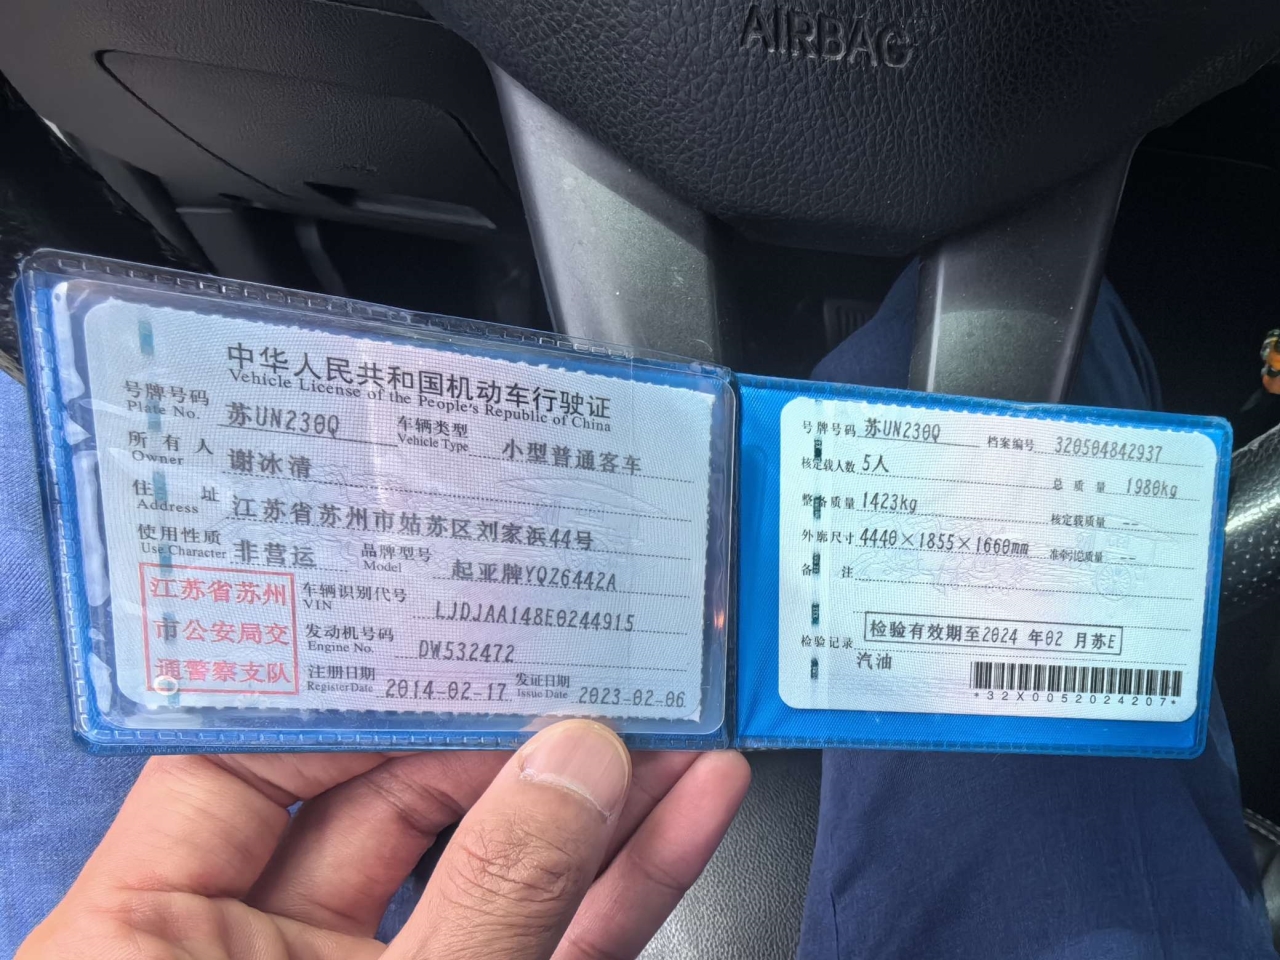 AIRBAG
中华人民共和国机动车行驶证
Vehicle License of the People's Republic of China
号牌号码 苏UN230Q 车辆类型 小型普通客车
Plate No. Vehicle Type
所有人 谢冰清
Owner
住址 江苏省苏州市姑苏区刘家浜44号
Address
使用性质 非营运 品牌型号 起亚牌YQZ6442A
Use Character Model
江苏省苏州
市公安局交
通警察支队
车辆识别代号 LJDJAA148E0244915
VIN
发动机号码 DW532472
Engine No.
注册日期 2014-02-17 发证日期 2023-02-06
Register Date Issue Date
号牌号码 苏UN230Q 档案编号 320504842937
核定载人数 5人 总质量 1980kg
整备质量 1423kg 核定载质量 --
外廓尺寸 4440×1855×1660mm 准牵引总质量 --
备注
检验记录 检验有效期至2024年02月苏E
汽油
*32X0052024207*